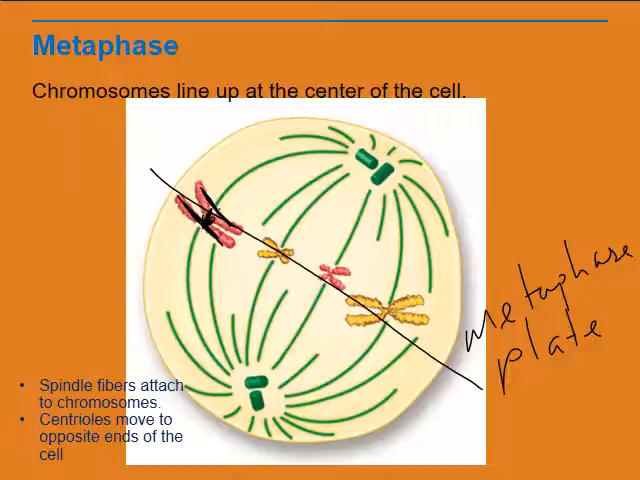 Metaphase
Chromosomes line up at the center of the cell.
metaphase
plate
• Spindle fibers attach
to chromosomes.
• Centrioles move to
opposite ends of the
cell